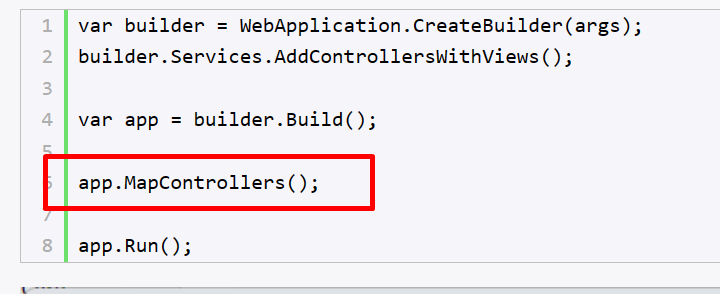 1 var builder = WebApplication.CreateBuilder(args);
2 builder.Services.AddControllersWithViews();
3
4 var app = builder.Build();
5
6 app.MapControllers();
7
8 app.Run();